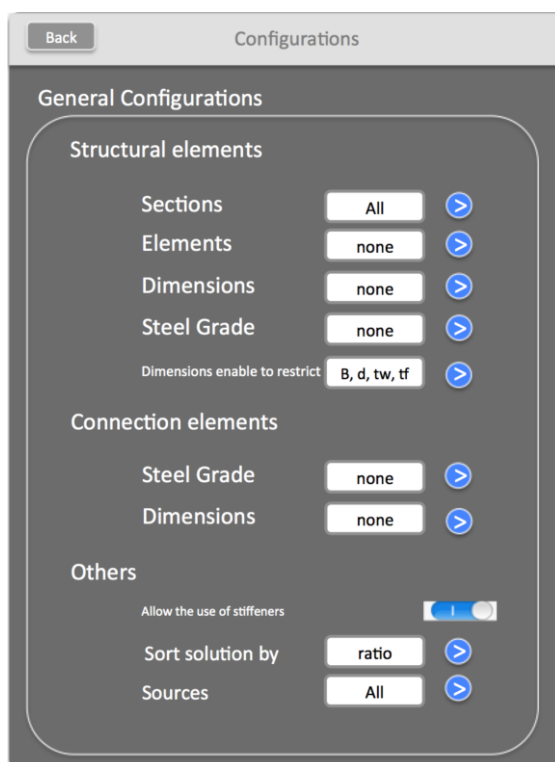 Back
Configurations
General Configurations
Structural elements
Sections All >
Elements none >
Dimensions none >
Steel Grade none >
Dimensions enable to restrict B, d, tw, tf >
Connection elements
Steel Grade none >
Dimensions none >
Others
Allow the use of stiffeners I
Sort solution by ratio >
Sources All >